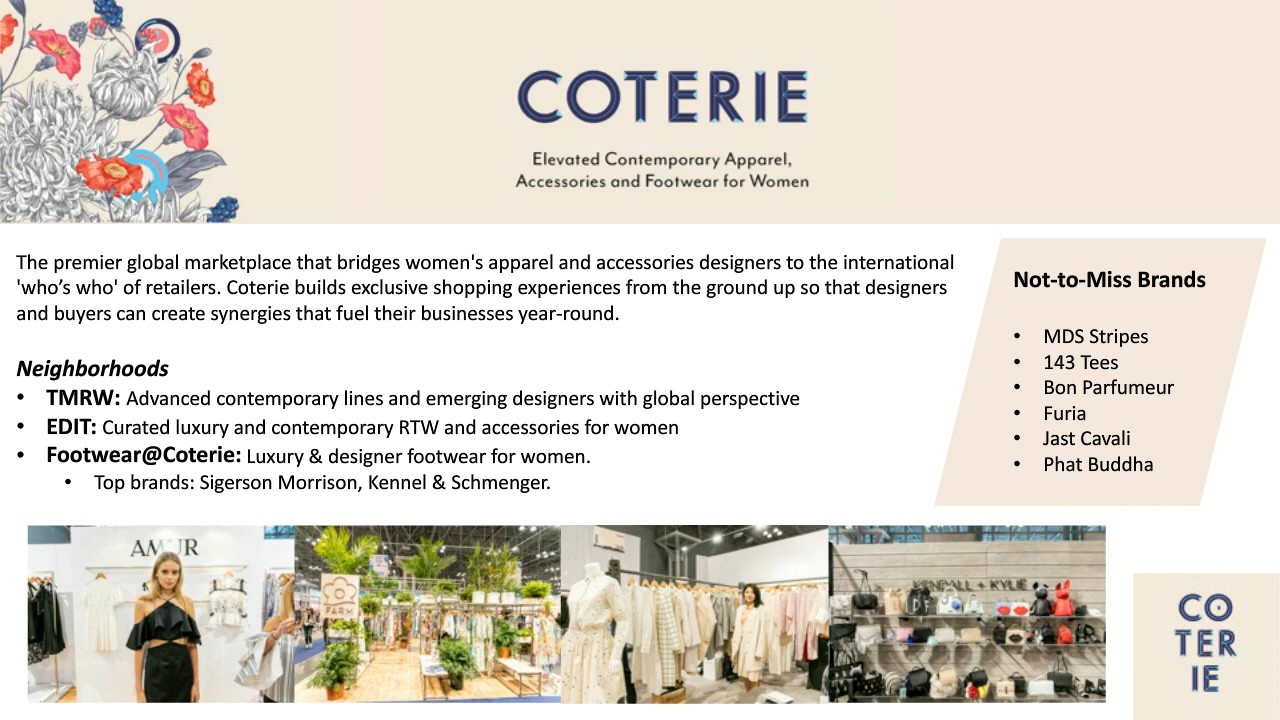 COTERIE
Elevated Contemporary Apparel,
Accessories and Footwear for Women
The premier global marketplace that bridges women's apparel and accessories designers to the international
'who’s who' of retailers. Coterie builds exclusive shopping experiences from the ground up so that designers
and buyers can create synergies that fuel their businesses year-round.
Neighborhoods
• TMRW: Advanced contemporary lines and emerging designers with global perspective
• EDIT: Curated luxury and contemporary RTW and accessories for women
• Footwear@Coterie: Luxury & designer footwear for women.
• Top brands: Sigerson Morrison, Kennel & Schmenger.
Not-to-Miss Brands
• MDS Stripes
• 143 Tees
• Bon Parfumeur
• Furia
• Jast Cavali
• Phat Buddha
AMUR
FARM
KENDALL + KYLIE
CO
TER
IE